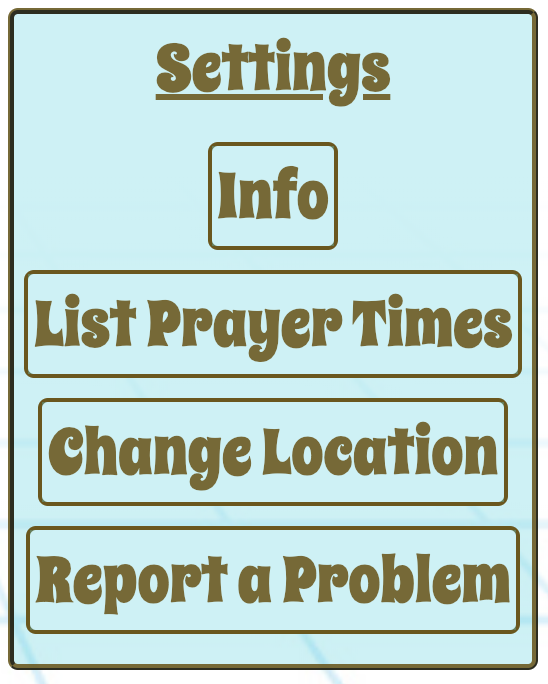 Settings
Info
List Prayer Times
Change Location
Report a Problem